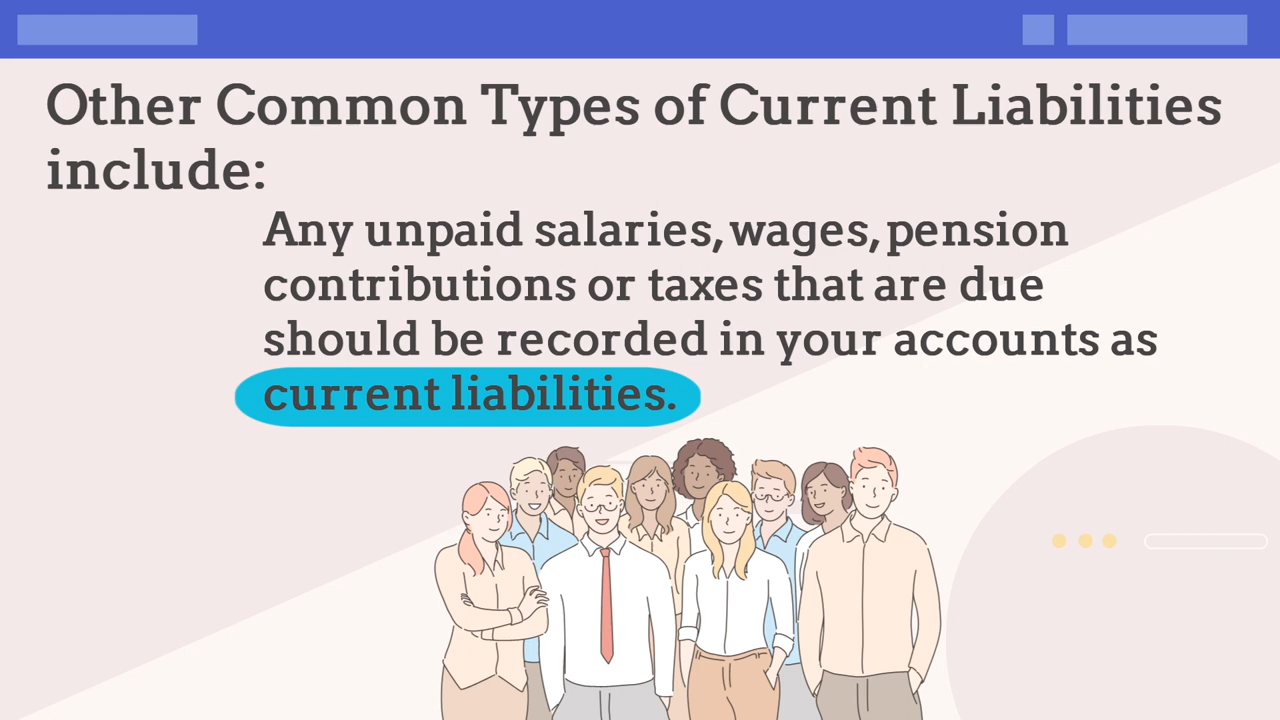 Other Common Types of Current Liabilities
include:
Any unpaid salaries, wages, pension
contributions or taxes that are due
should be recorded in your accounts as
current liabilities.